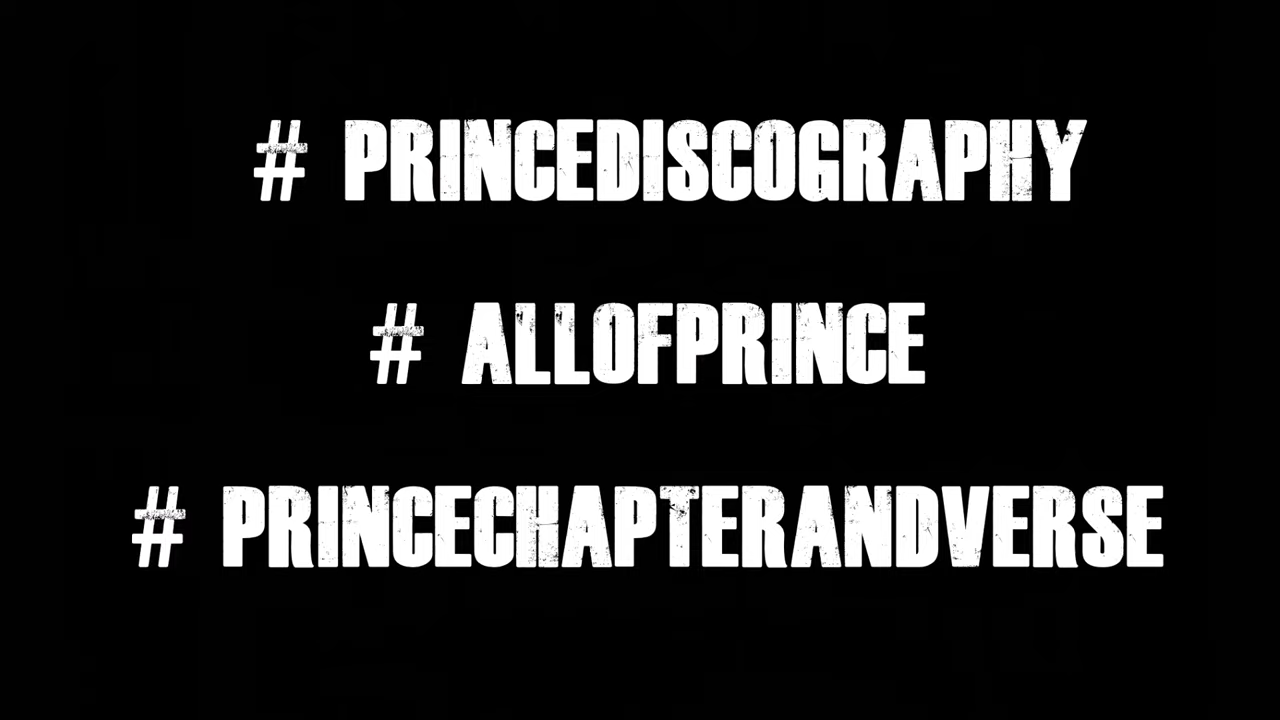 # PRINCEDISCOGRAPHY
# ALLOFPRINCE
# PRINCECHAPTERANDVERSE